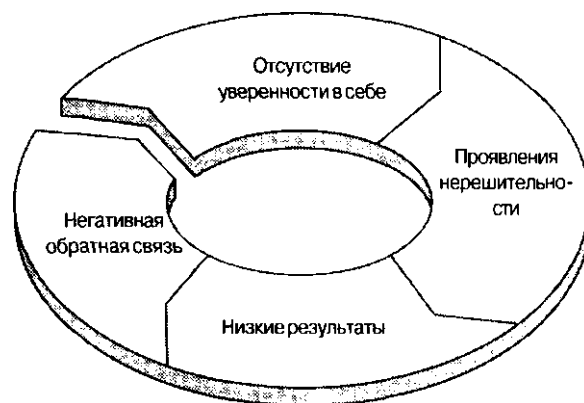 Отсутствие
уверенности в себе
Проявления
нерешительно-
сти
Низкие результаты
Негативная
обратная связь